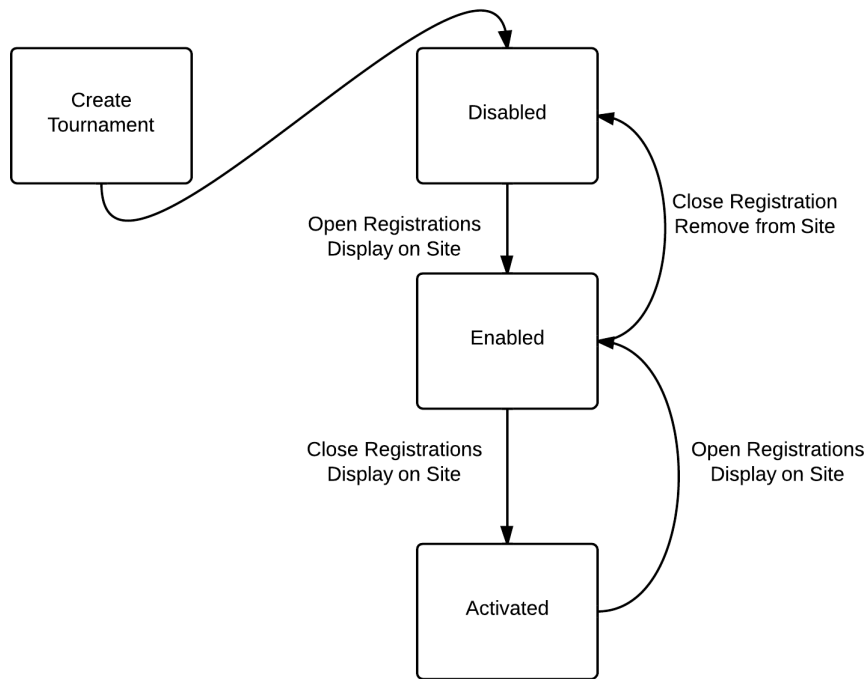 Create
Tournament
Disabled
Open Registrations
Display on Site
Close Registration
Remove from Site
Enabled
Close Registrations
Display on Site
Open Registrations
Display on Site
Activated